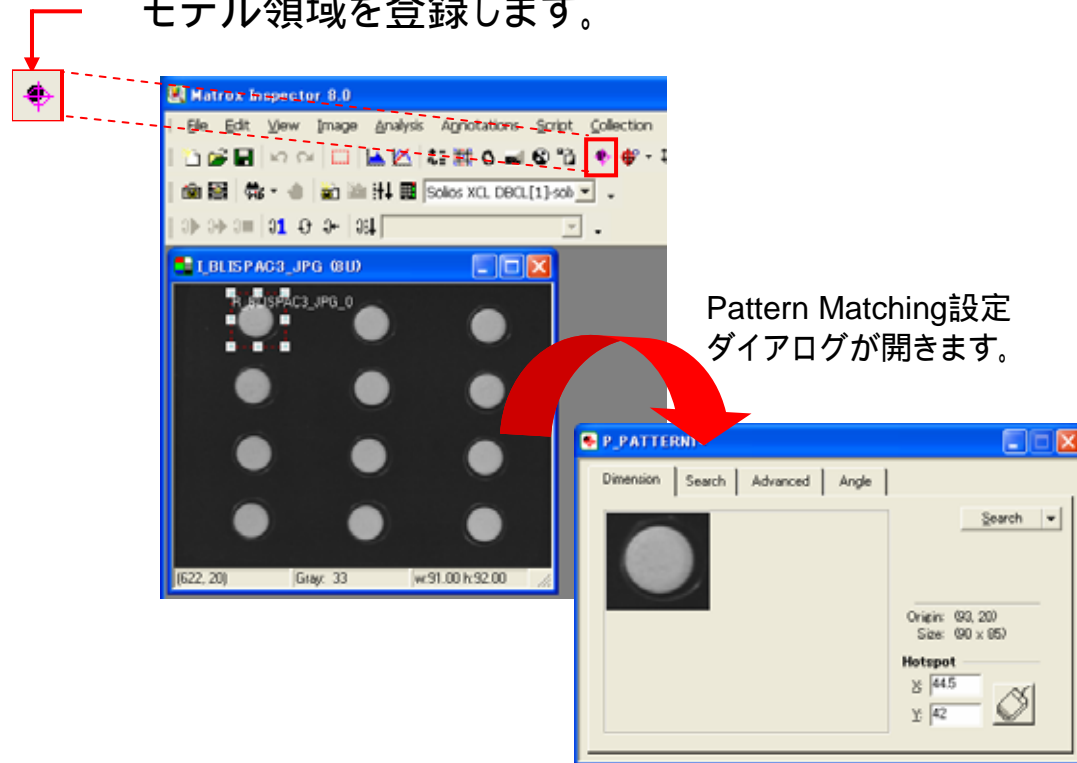 モデル領域を登録します。
Matrox Inspector 8.0
File Edit View Image Analysis Annotations Script Collection
Solios XCL DBCL[1]-sob
I_BLISPAC3_JPG (8U)
R_BLISPAC3_JPG_0
(622, 20) Gray: 33 w:91.00 h:92.00
Pattern Matching設定
ダイアログが開きます。
P_PATTERN1
Dimension Search Advanced Angle
Search
Origin: (93, 20)
Size: (90 x 85)
Hotspot
X: 44.5
Y: 42